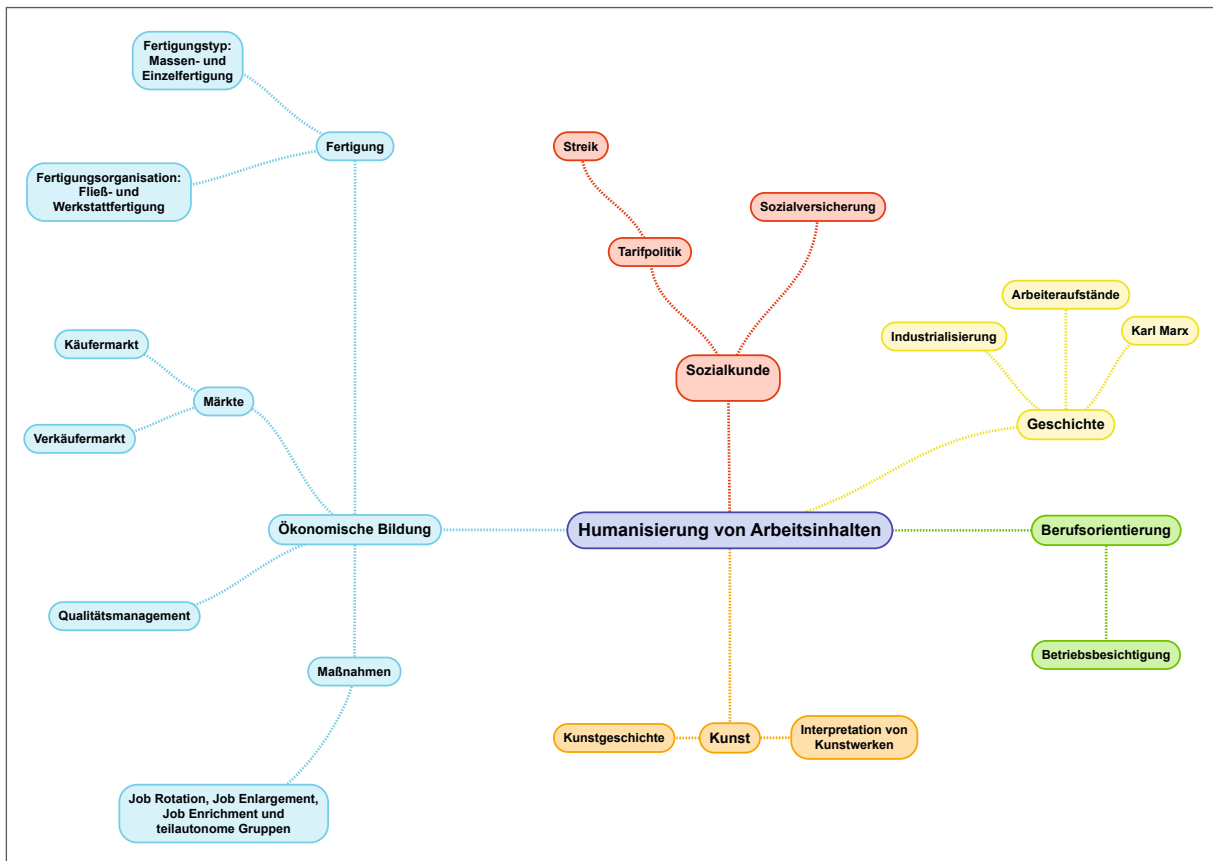 Fertigungstyp:
Massen- und
Einzelfertigung
Fertigung
Fertigungsorganisation:
Fließ- und
Werkstattfertigung
Käufermarkt
Märkte
Verkäufermarkt
Ökonomische Bildung
Qualitätsmanagement
Maßnahmen
Job Rotation, Job Enlargement,
Job Enrichment und
teilautonome Gruppen
Streik
Sozialversicherung
Tarifpolitik
Sozialkunde
Arbeiteraufstände
Industrialisierung
Karl Marx
Geschichte
Humanisierung von Arbeitsinhalten
Berufsorientierung
Betriebsbesichtigung
Kunstgeschichte
Kunst
Interpretation von
Kunstwerken